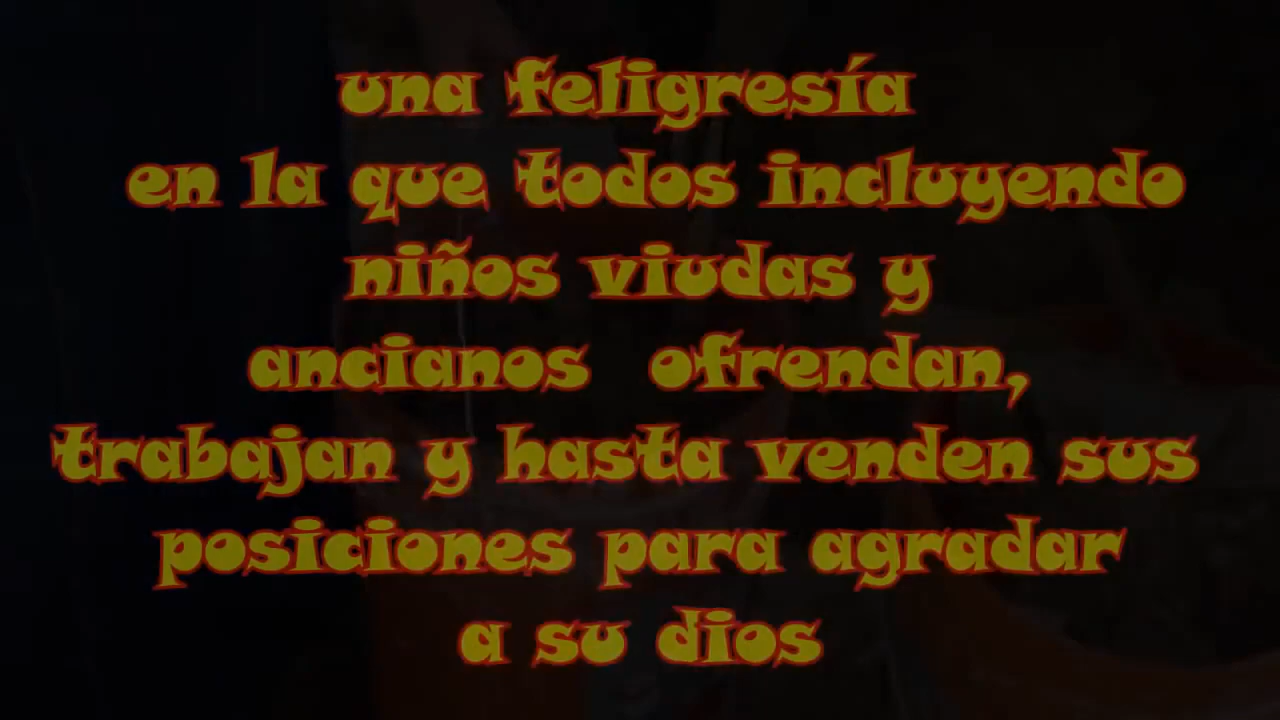 una feligresía
en la que todos incluyendo
niños viudas y
ancianos ofrendan,
trabajan y hasta venden sus
posiciones para agradar
a su dios